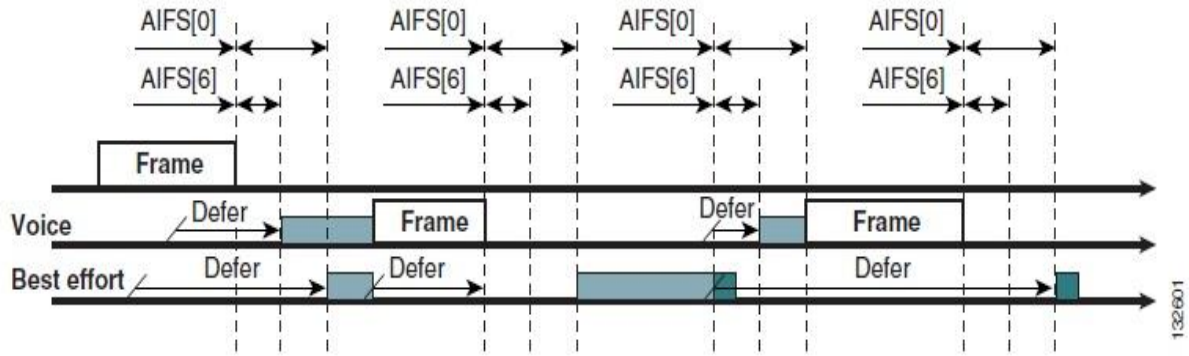 AIFS[0] AIFS[0] AIFS[0] AIFS[0]
AIFS[6] AIFS[6] AIFS[6] AIFS[6]
Frame
Voice Defer Frame Defer Frame
Best effort Defer Defer Defer
132601